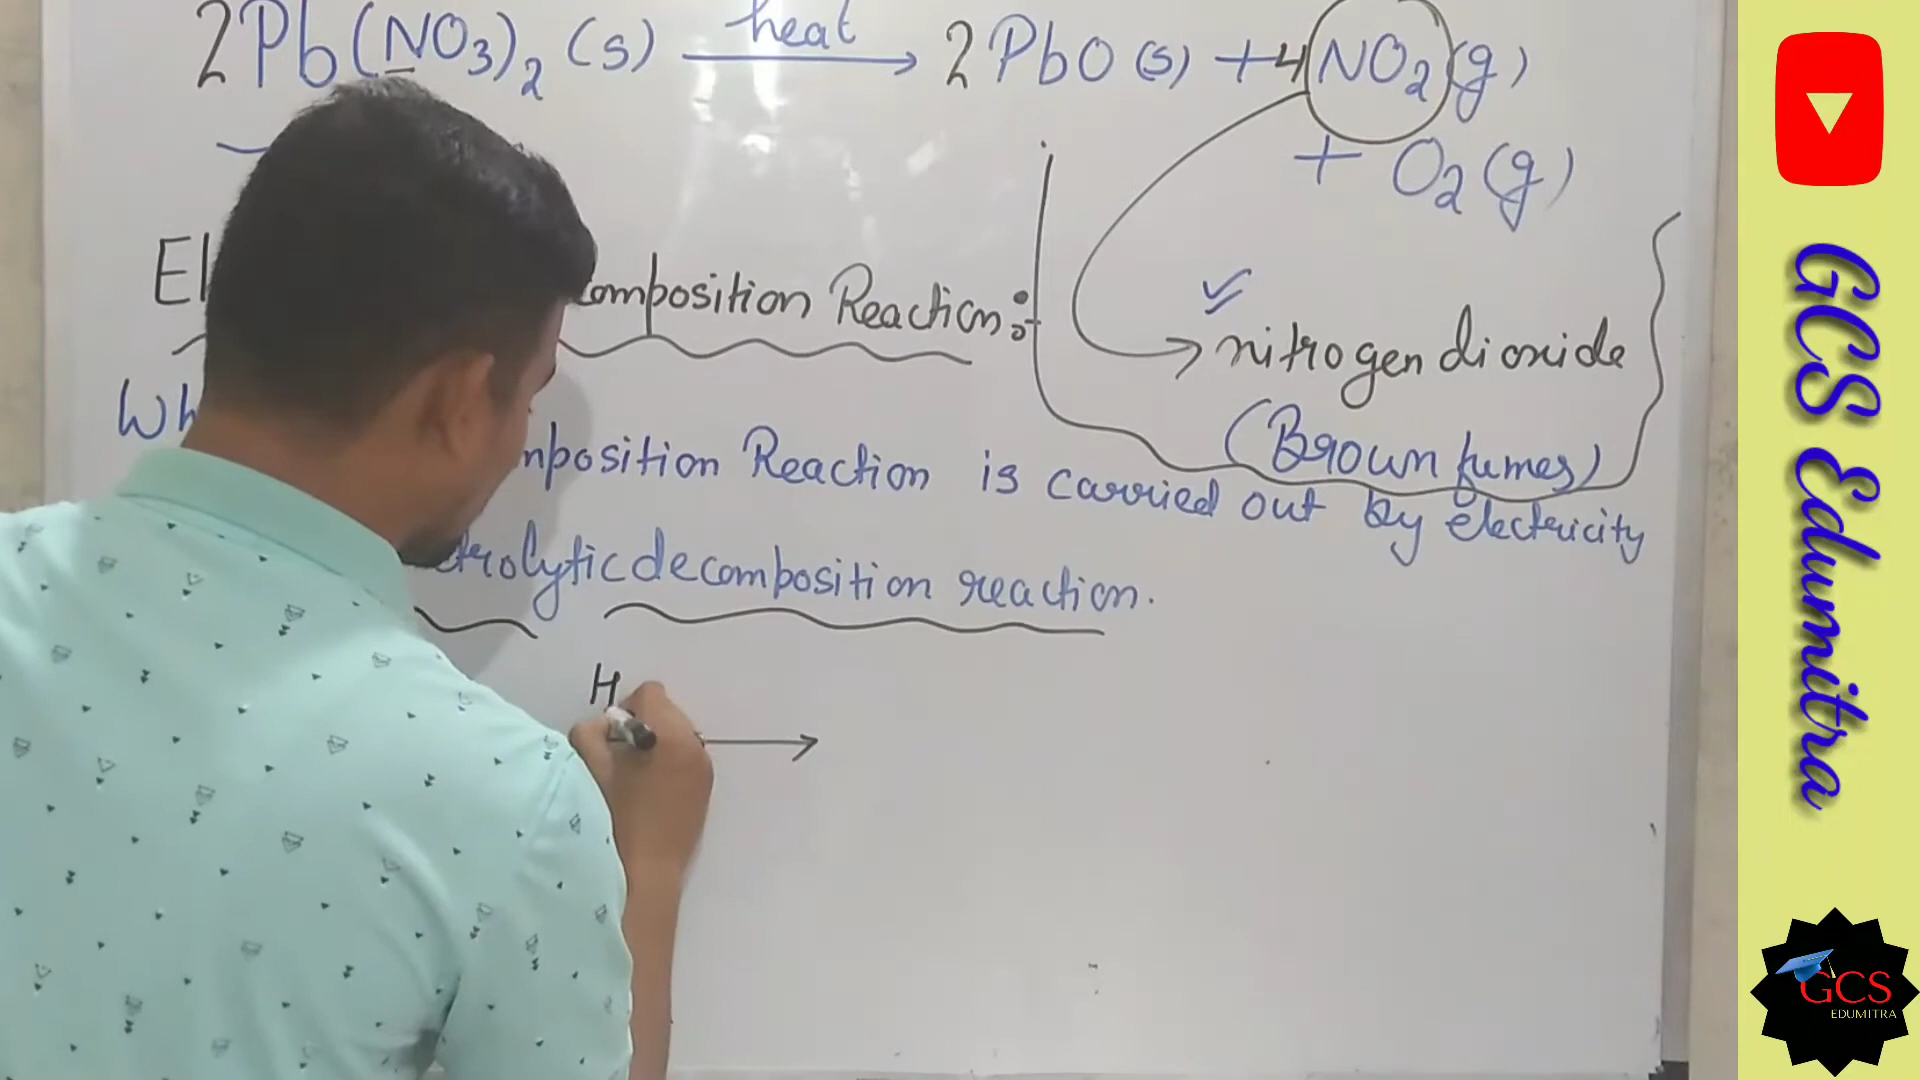 2Pb(NO3)2 (s) heat → 2PbO(s) + 4NO2(g)
+ O2(g)
El composition Reaction:
→ nitrogen dioxide
(Brown fumes)
Wh mposition Reaction is carried out by electricity
trolytic decomposition reaction.
H →
GCS Edumitra
GCS
EDUMITRA